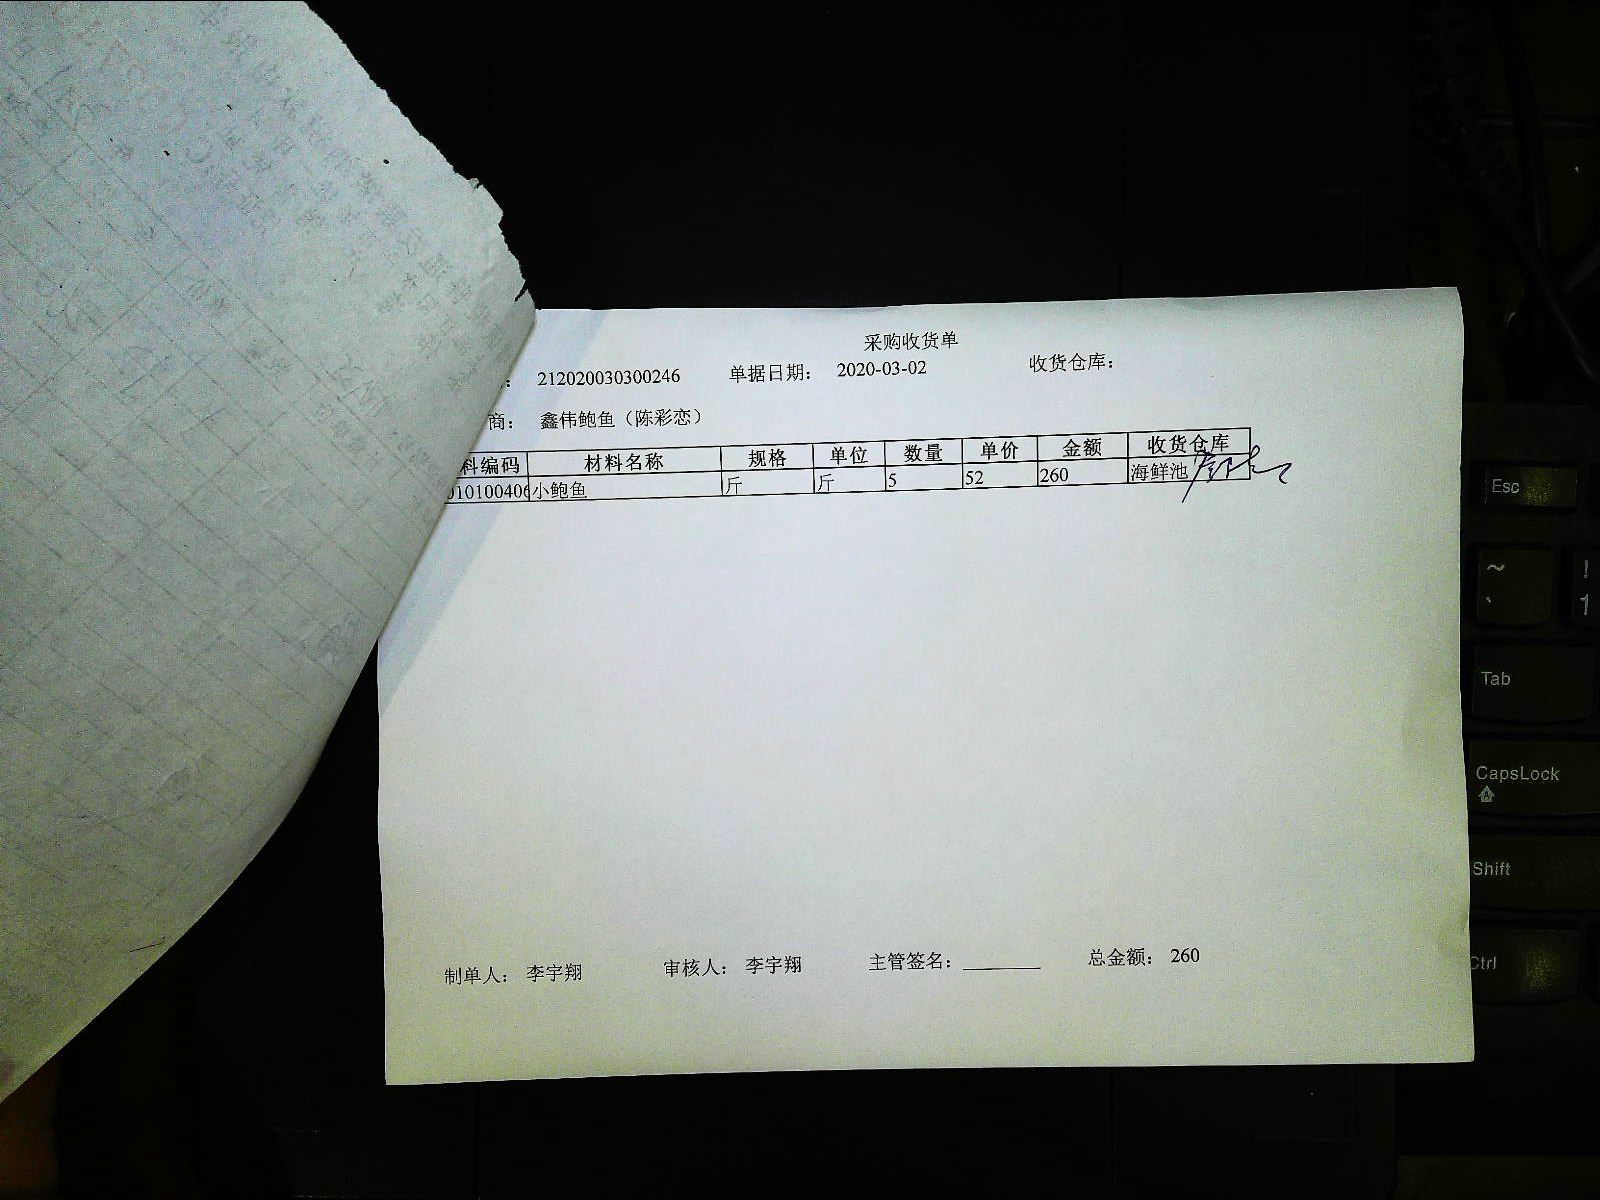 采购收货单
： 212020030300246 单据日期： 2020-03-02 收货仓库：
商： 鑫伟鲍鱼（陈彩恋）
料编码 材料名称 规格 单位 数量 单价 金额 收货仓库
010100406 小鲍鱼 斤 斤 5 52 260 海鲜池
制单人： 李宇翔 审核人： 李宇翔 主管签名： 总金额： 260
Esc
~ !
` 1
Tab
CapsLock
Shift
Ctrl